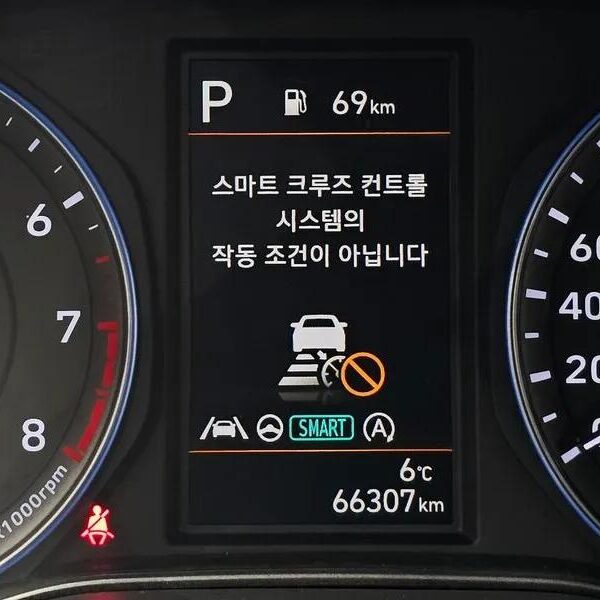 P 69km
스마트 크루즈 컨트롤
시스템의
작동 조건이 아닙니다
SMART A
6℃
66307km
6
7
8
x1000rpm
60
40
20